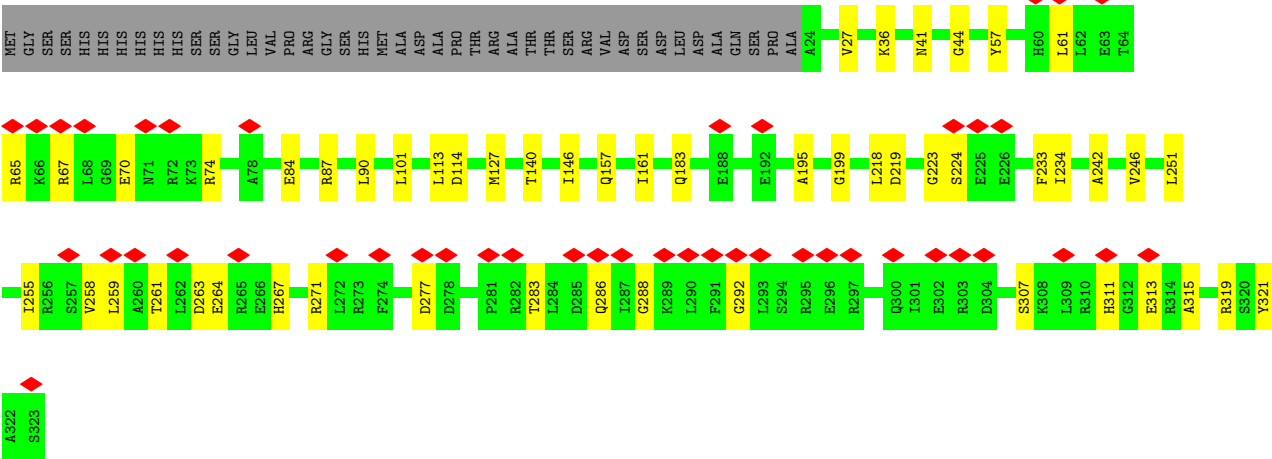 MET GLY SER SER HIS HIS HIS HIS HIS HIS SER SER GLY LEU VAL PRO ARG GLY SER HIS MET ALA ASP ALA PRO THR ARG ALA THR THR SER ARG VAL ASP SER ASP LEU ASP ALA GLN SER PRO ALA A24 V27 K36 N41 G44 Y57 H60 L61 L62 E63 T64
R65 K66 R67 L68 G69 E70 N71 R72 K73 R74 A78 E84 R87 L90 L101 L113 D114 M127 T140 I146 Q157 I161 Q183 E188 E192 A195 G199 L218 D219 G223 S224 E225 E226 F233 I234 A242 V246 L251
I255 R256 S257 V258 L259 A260 T261 L262 D263 E264 R265 E266 H267 R271 L272 F274 D277 D278 P281 R282 T283 L284 D285 Q286 I287 G288 K289 L290 F291 G292 L293 S294 R295 E296 R297 Q300 I301 E302 R303 D304 S307 K308 L309 R310 H311 G312 E313 R314 A315 R319 S320 Y321
A322 S323